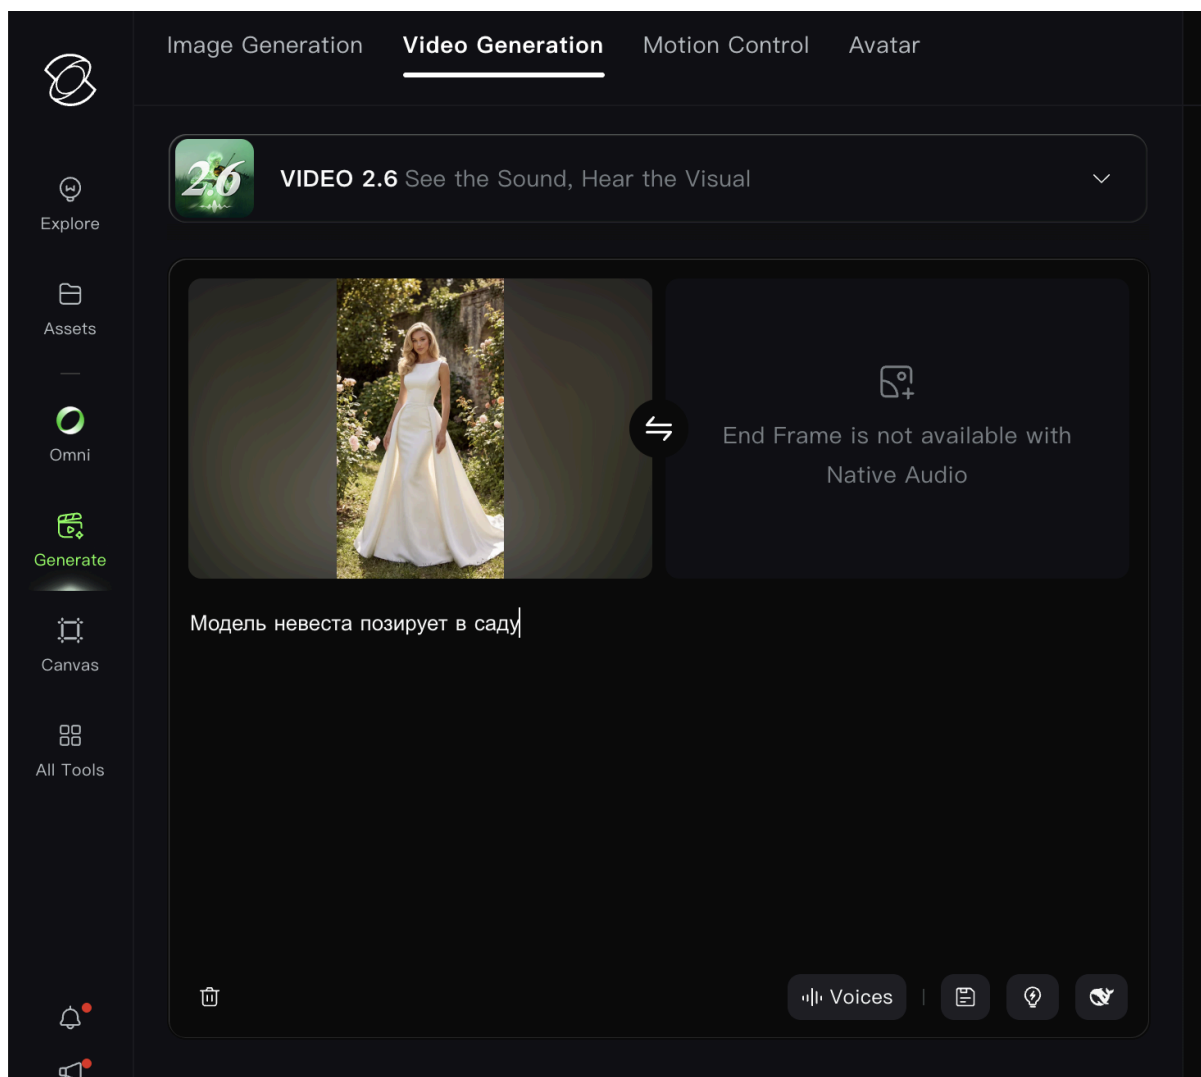 Image Generation
Video Generation
Motion Control
Avatar
2.6
VIDEO 2.6 See the Sound, Hear the Visual
Explore
Assets
Omni
Generate
Canvas
All Tools
End Frame is not available with
Native Audio
Модель невеста позирует в саду
Voices